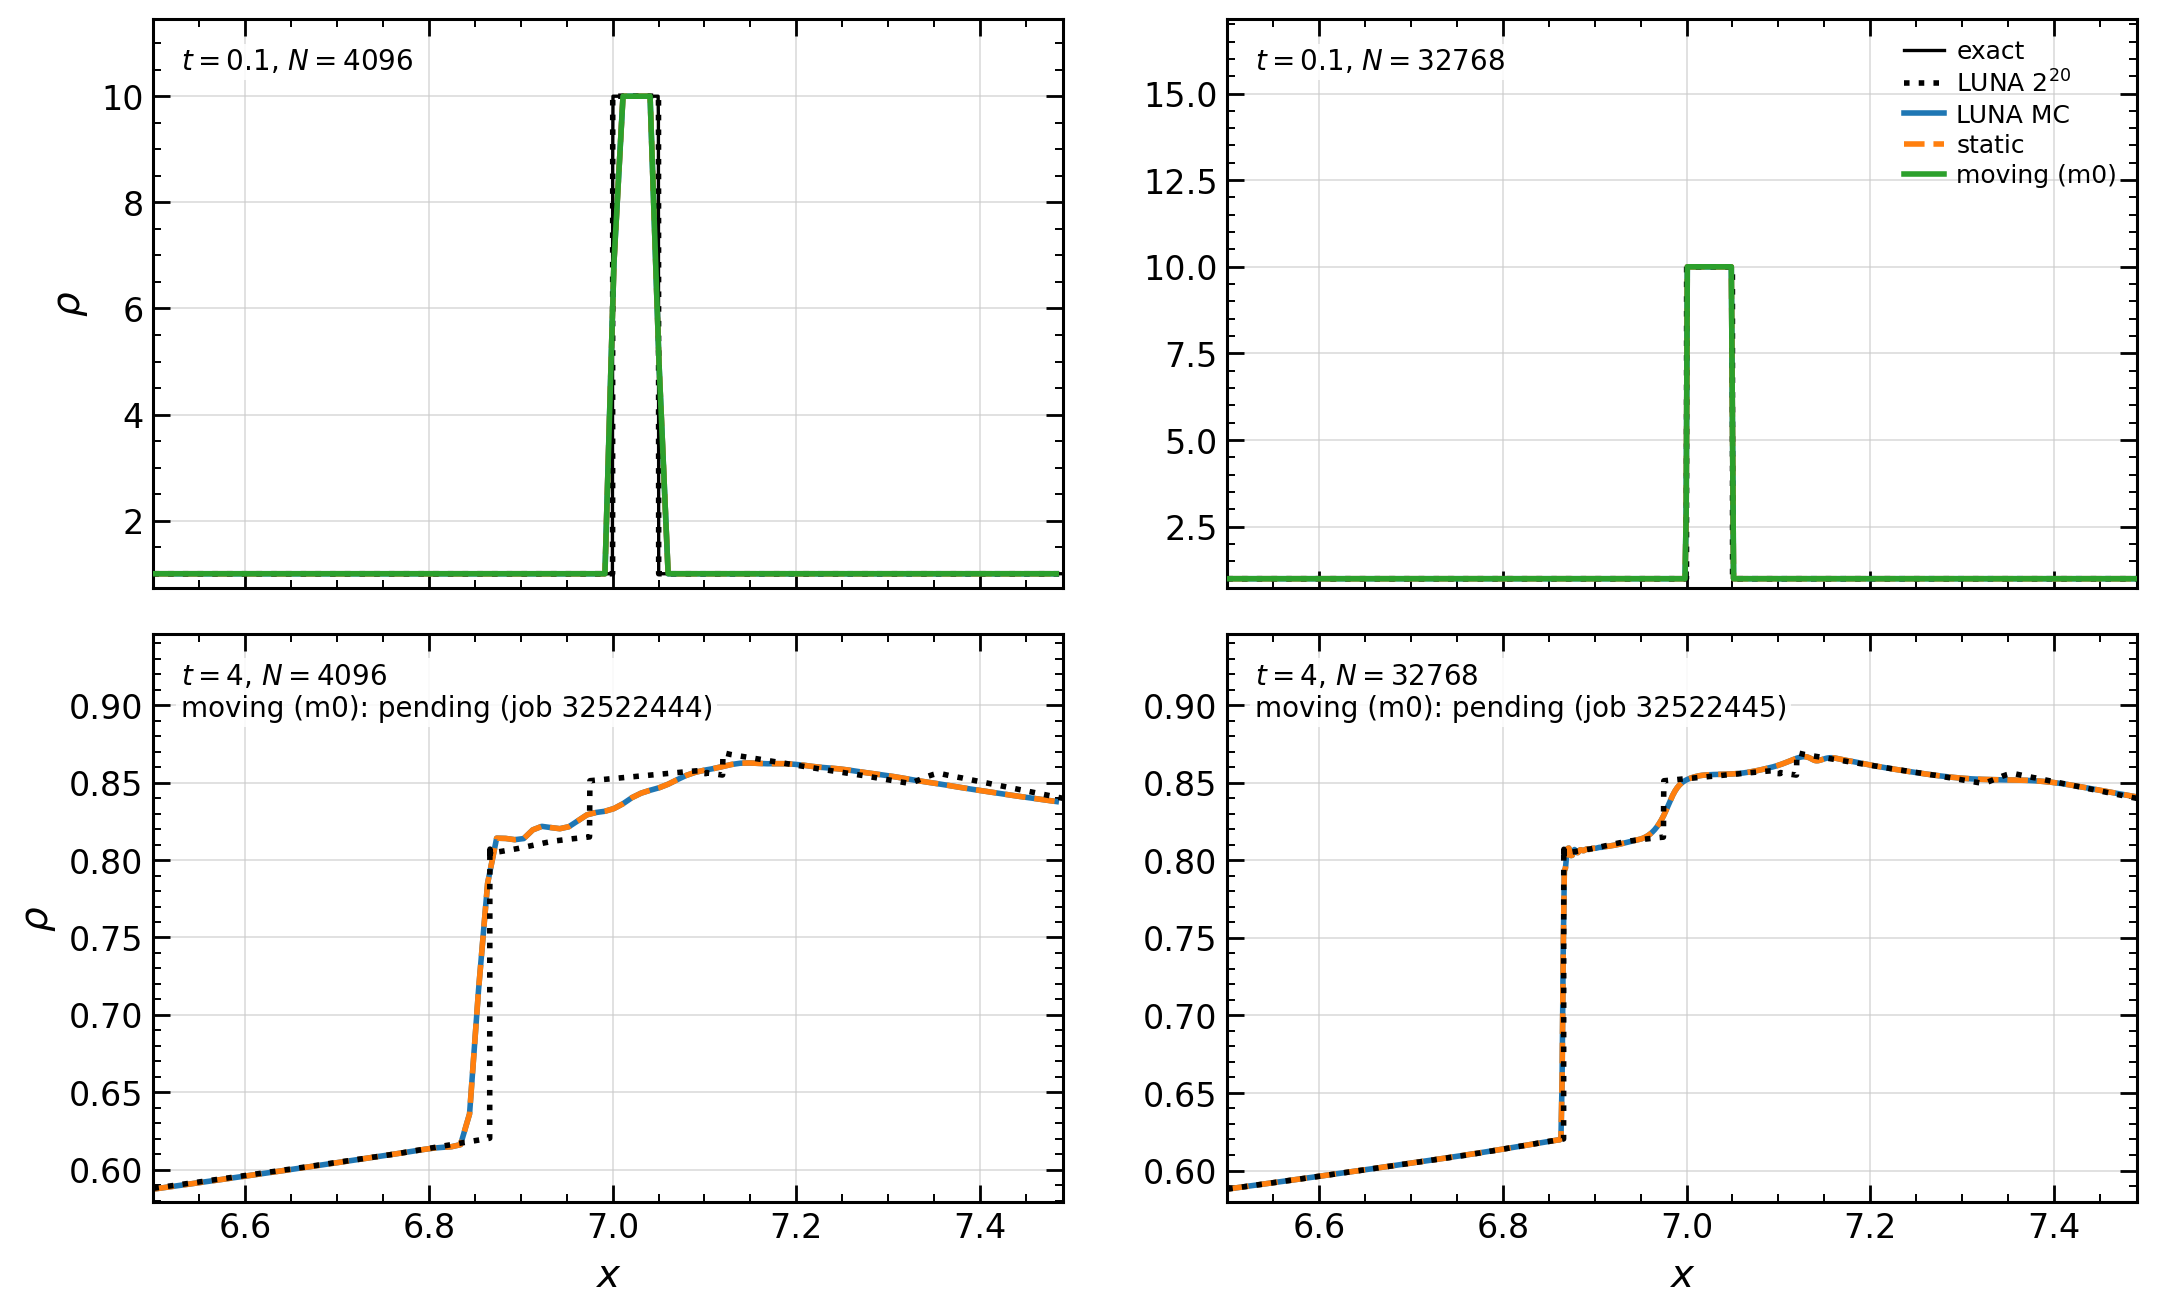 t = 0.1, N = 4096
10
8
6
4
2
ρ
t = 0.1, N = 32768
exact
LUNA 2^20
LUNA MC
static
moving (m0)
15.0
12.5
10.0
7.5
5.0
2.5
t = 4, N = 4096
moving (m0): pending (job 32522444)
0.90
0.85
0.80
0.75
0.70
0.65
0.60
ρ
6.6 6.8 7.0 7.2 7.4
x
t = 4, N = 32768
moving (m0): pending (job 32522445)
0.90
0.85
0.80
0.75
0.70
0.65
0.60
6.6 6.8 7.0 7.2 7.4
x